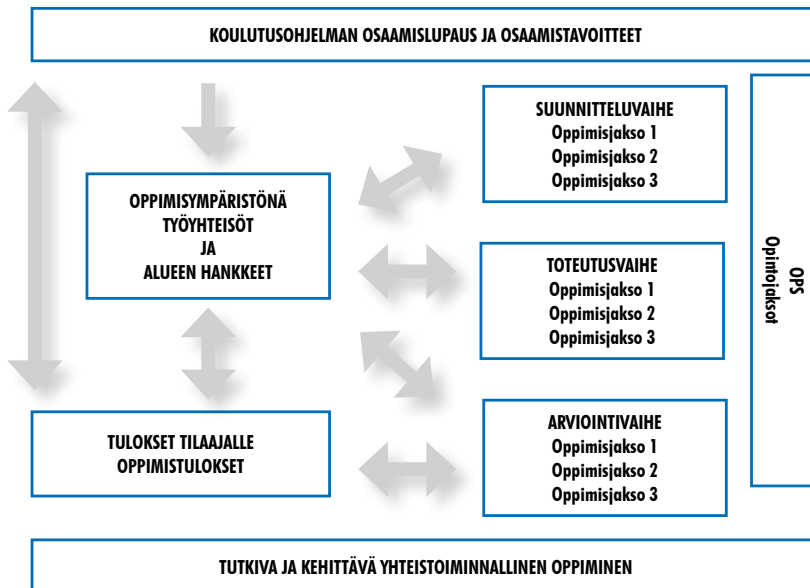 KOULUTUSOHJELMAN OSAAMISLUPAUS JA OSAAMISTAVOITTEET
OPPIMISYMPÄRISTÖNÄ
TYÖYHTEISÖT
JA
ALUEEN HANKKEET
SUUNNITTELUVAIHE
Oppimisjakso 1
Oppimisjakso 2
Oppimisjakso 3
TOTEUTUSVAIHE
Oppimisjakso 1
Oppimisjakso 2
Oppimisjakso 3
TULOKSET TILAAJALLE
OPPIMISTULOKSET
ARVIOINTIVAIHE
Oppimisjakso 1
Oppimisjakso 2
Oppimisjakso 3
OPS
Opintojaksot
TUTKIVA JA KEHITTÄVÄ YHTEISTOIMINNALLINEN OPPIMINEN